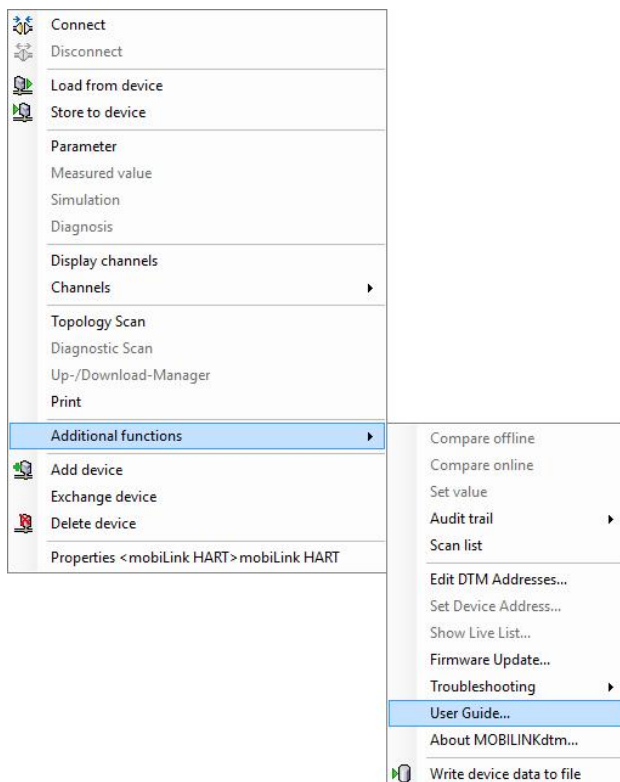 Connect
Disconnect
Load from device
Store to device
Parameter
Measured value
Simulation
Diagnosis
Display channels
Channels
Topology Scan
Diagnostic Scan
Up-/Download-Manager
Print
Additional functions
Add device
Exchange device
Delete device
Properties <mobiLink HART>mobiLink HART
Compare offline
Compare online
Set value
Audit trail
Scan list
Edit DTM Addresses...
Set Device Address...
Show Live List...
Firmware Update...
Troubleshooting
User Guide...
About MOBILINKdtm...
Write device data to file